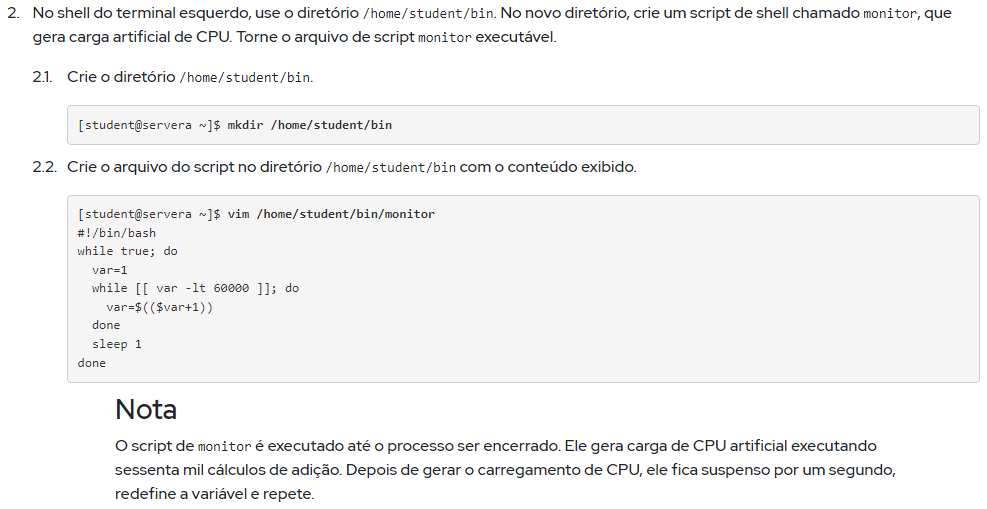 2. No shell do terminal esquerdo, use o diretório /home/student/bin. No novo diretório, crie um script de shell chamado monitor, que
gera carga artificial de CPU. Torne o arquivo de script monitor executável.
2.1. Crie o diretório /home/student/bin.
[student@servera ~]$ mkdir /home/student/bin
2.2. Crie o arquivo do script no diretório /home/student/bin com o conteúdo exibido.
[student@servera ~]$ vim /home/student/bin/monitor
#!/bin/bash
while true; do
  var=1
  while [[ var -lt 60000 ]]; do
    var=$(($var+1))
  done
  sleep 1
done
Nota
O script de monitor é executado até o processo ser encerrado. Ele gera carga de CPU artificial executando
sessenta mil cálculos de adição. Depois de gerar o carregamento de CPU, ele fica suspenso por um segundo,
redefine a variável e repete.